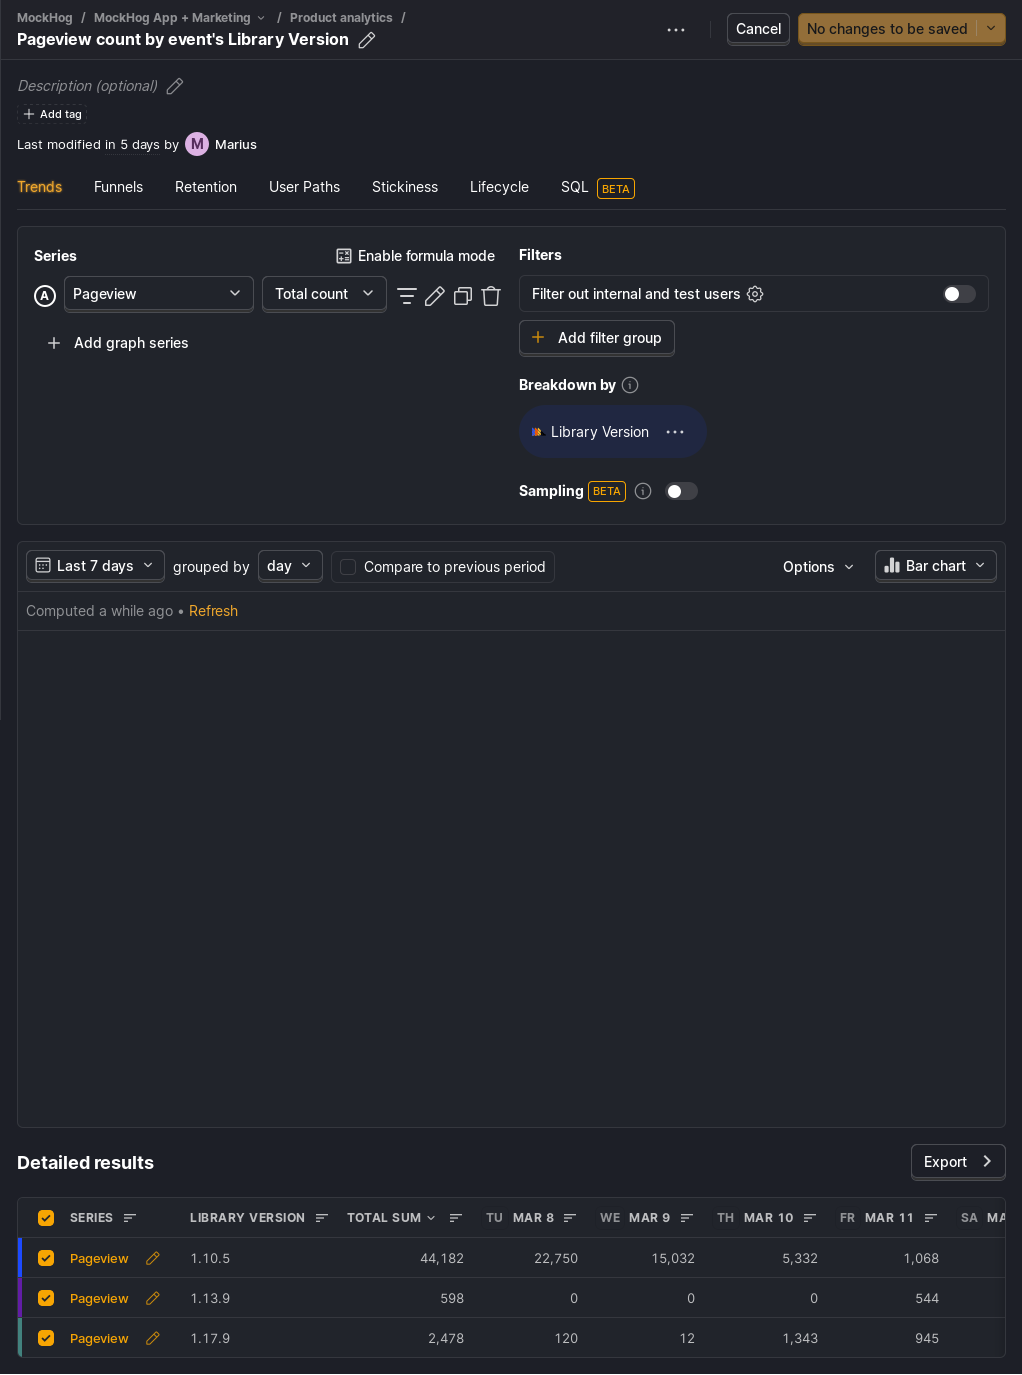 MockHog / MockHog App + Marketing / Product analytics /
Pageview count by event's Library Version
Cancel
No changes to be saved
Description (optional)
Add tag
Last modified in 5 days by M Marius
Trends Funnels Retention User Paths Stickiness Lifecycle SQL BETA
Series
Enable formula mode
A Pageview Total count
Add graph series
Filters
Filter out internal and test users
Add filter group
Breakdown by
Library Version
Sampling BETA
Last 7 days grouped by day Compare to previous period Options Bar chart
Computed a while ago • Refresh
Detailed results
Export
SERIES LIBRARY VERSION TOTAL SUM TU MAR 8 WE MAR 9 TH MAR 10 FR MAR 11 SA MA
Pageview 1.10.5 44,182 22,750 15,032 5,332 1,068
Pageview 1.13.9 598 0 0 0 544
Pageview 1.17.9 2,478 120 12 1,343 945